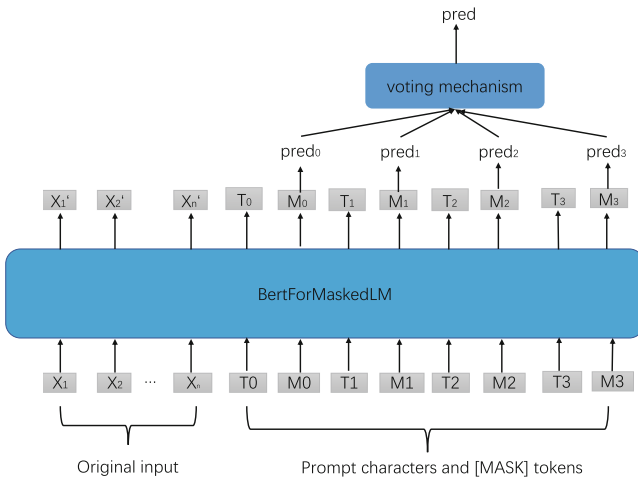 pred
voting mechanism
pred0 pred1 pred2 pred3
X1' X2' Xn' T0 M0 T1 M1 T2 M2 T3 M3
BertForMaskedLM
X1 X2 ... Xn T0 M0 T1 M1 T2 M2 T3 M3
Original input Prompt characters and [MASK] tokens